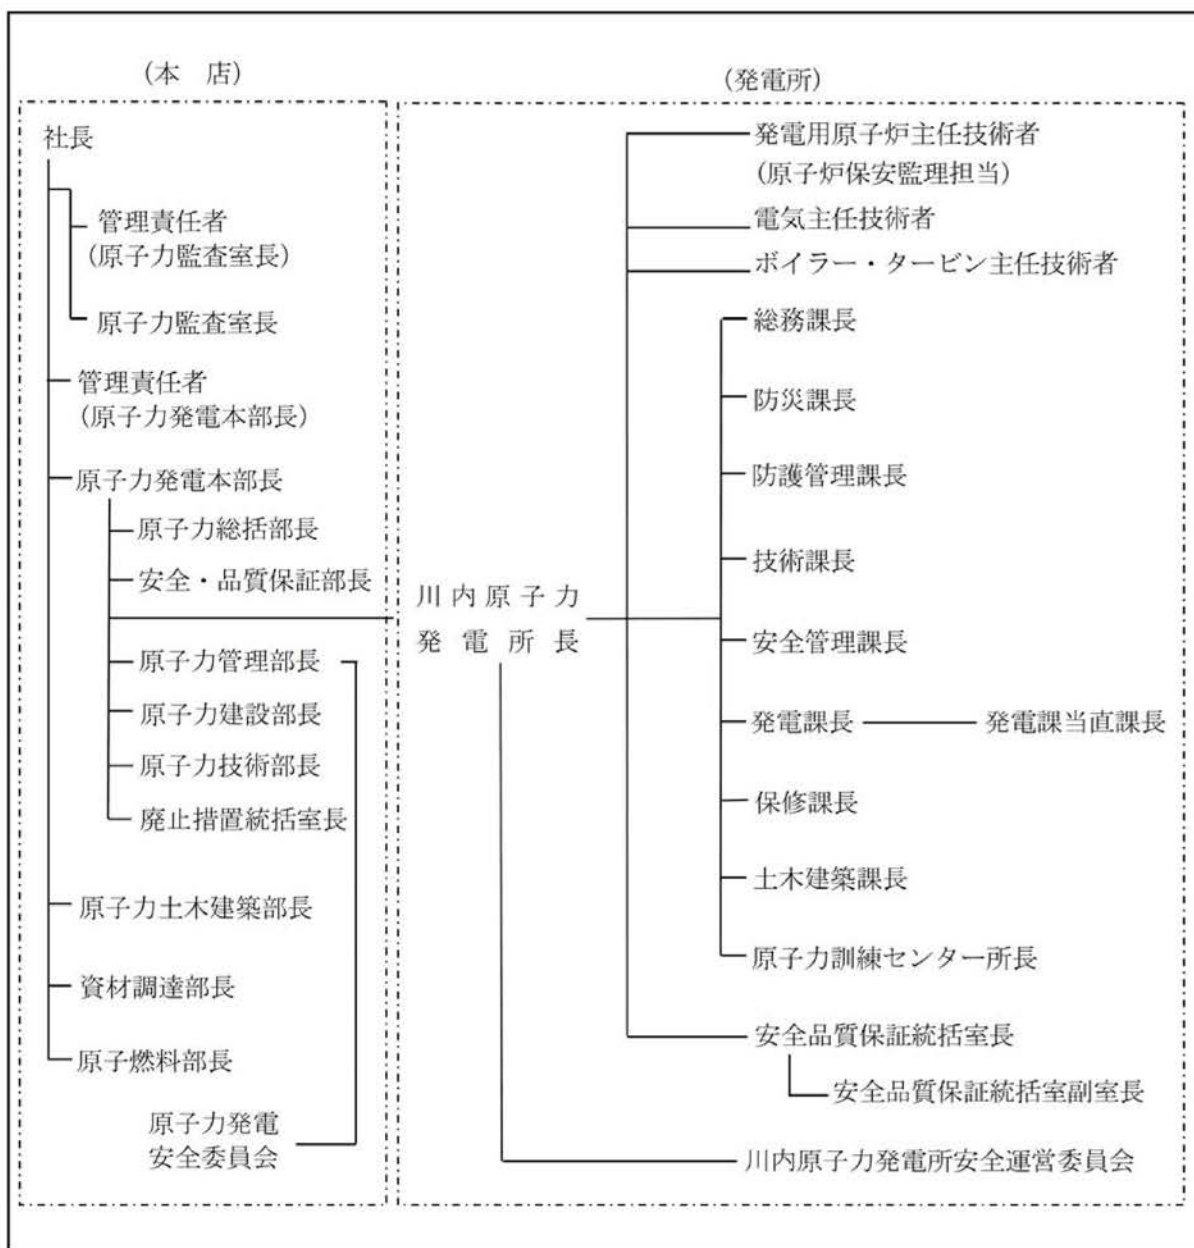 (本　店)
社長
管理責任者
(原子力監査室長)
原子力監査室長
管理責任者
(原子力発電本部長)
原子力発電本部長
原子力総括部長
安全・品質保証部長
原子力管理部長
原子力建設部長
原子力技術部長
廃止措置統括室長
原子力土木建築部長
資材調達部長
原子燃料部長
原子力発電
安全委員会
(発電所)
川内原子力
発電所長
発電用原子炉主任技術者
(原子炉保安監理担当)
電気主任技術者
ボイラー・タービン主任技術者
総務課長
防災課長
防護管理課長
技術課長
安全管理課長
発電課長
発電課当直課長
保修課長
土木建築課長
原子力訓練センター所長
安全品質保証統括室長
安全品質保証統括室副室長
川内原子力発電所安全運営委員会